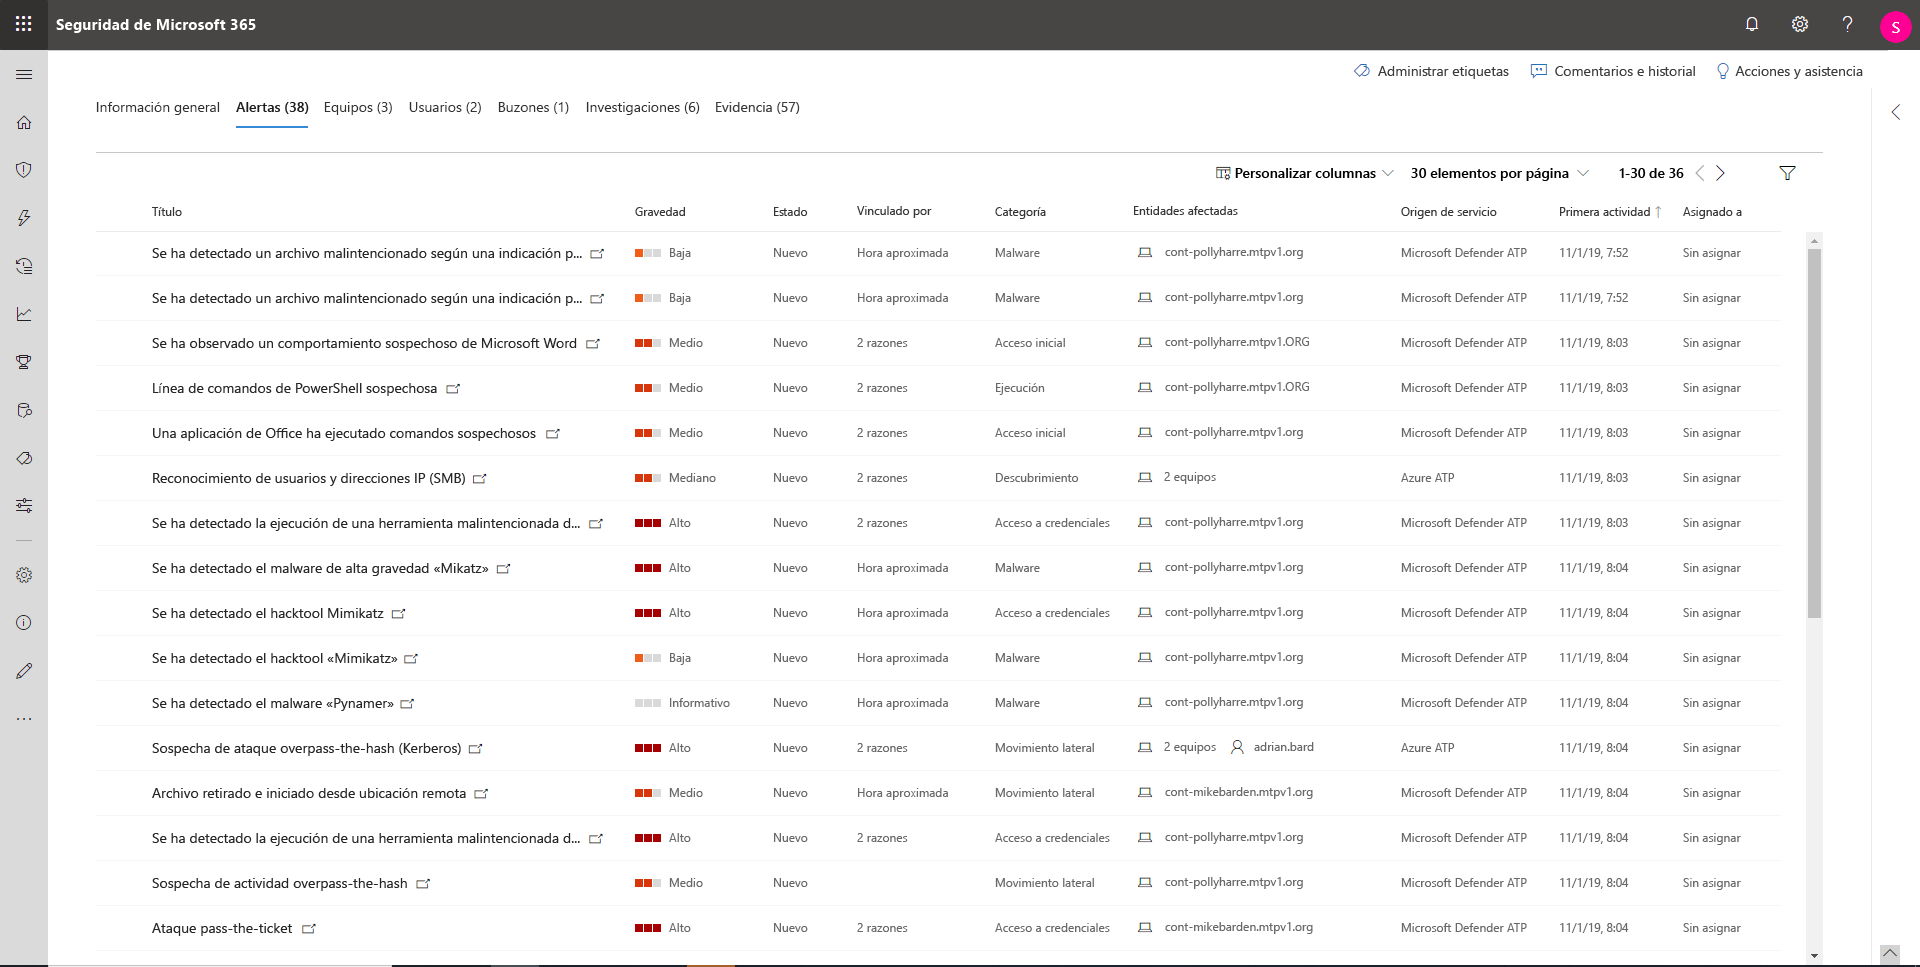 Seguridad de Microsoft 365
S
Administrar etiquetas Comentarios e historial Acciones y asistencia
Información general Alertas (38) Equipos (3) Usuarios (2) Buzones (1) Investigaciones (6) Evidencia (57)
Personalizar columnas 30 elementos por página 1-30 de 36
Título Gravedad Estado Vinculado por Categoría Entidades afectadas Origen de servicio Primera actividad Asignado a
Se ha detectado un archivo malintencionado según una indicación p... Baja Nuevo Hora aproximada Malware cont-pollyharre.mtpv1.org Microsoft Defender ATP 11/1/19, 7:52 Sin asignar
Se ha detectado un archivo malintencionado según una indicación p... Baja Nuevo Hora aproximada Malware cont-pollyharre.mtpv1.org Microsoft Defender ATP 11/1/19, 7:52 Sin asignar
Se ha observado un comportamiento sospechoso de Microsoft Word Medio Nuevo 2 razones Acceso inicial cont-pollyharre.mtpv1.ORG Microsoft Defender ATP 11/1/19, 8:03 Sin asignar
Línea de comandos de PowerShell sospechosa Medio Nuevo 2 razones Ejecución cont-pollyharre.mtpv1.ORG Microsoft Defender ATP 11/1/19, 8:03 Sin asignar
Una aplicación de Office ha ejecutado comandos sospechosos Medio Nuevo 2 razones Acceso inicial cont-pollyharre.mtpv1.org Microsoft Defender ATP 11/1/19, 8:03 Sin asignar
Reconocimiento de usuarios y direcciones IP (SMB) Mediano Nuevo 2 razones Descubrimiento 2 equipos Azure ATP 11/1/19, 8:03 Sin asignar
Se ha detectado la ejecución de una herramienta malintencionada d... Alto Nuevo 2 razones Acceso a credenciales cont-pollyharre.mtpv1.org Microsoft Defender ATP 11/1/19, 8:03 Sin asignar
Se ha detectado el malware de alta gravedad «Mikatz» Alto Nuevo Hora aproximada Malware cont-pollyharre.mtpv1.org Microsoft Defender ATP 11/1/19, 8:04 Sin asignar
Se ha detectado el hacktool Mimikatz Alto Nuevo Hora aproximada Acceso a credenciales cont-pollyharre.mtpv1.org Microsoft Defender ATP 11/1/19, 8:04 Sin asignar
Se ha detectado el hacktool «Mimikatz» Baja Nuevo Hora aproximada Malware cont-pollyharre.mtpv1.org Microsoft Defender ATP 11/1/19, 8:04 Sin asignar
Se ha detectado el malware «Pynamer» Informativo Nuevo Hora aproximada Malware cont-pollyharre.mtpv1.org Microsoft Defender ATP 11/1/19, 8:04 Sin asignar
Sospecha de ataque overpass-the-hash (Kerberos) Alto Nuevo 2 razones Movimiento lateral 2 equipos adrian.bard Azure ATP 11/1/19, 8:04 Sin asignar
Archivo retirado e iniciado desde ubicación remota Medio Nuevo Hora aproximada Movimiento lateral cont-mikebarden.mtpv1.org Microsoft Defender ATP 11/1/19, 8:04 Sin asignar
Se ha detectado la ejecución de una herramienta malintencionada d... Alto Nuevo 2 razones Acceso a credenciales cont-pollyharre.mtpv1.org Microsoft Defender ATP 11/1/19, 8:04 Sin asignar
Sospecha de actividad overpass-the-hash Medio Nuevo Movimiento lateral cont-pollyharre.mtpv1.org Microsoft Defender ATP 11/1/19, 8:04 Sin asignar
Ataque pass-the-ticket Alto Nuevo 2 razones Acceso a credenciales cont-mikebarden.mtpv1.org Microsoft Defender ATP 11/1/19, 8:04 Sin asignar